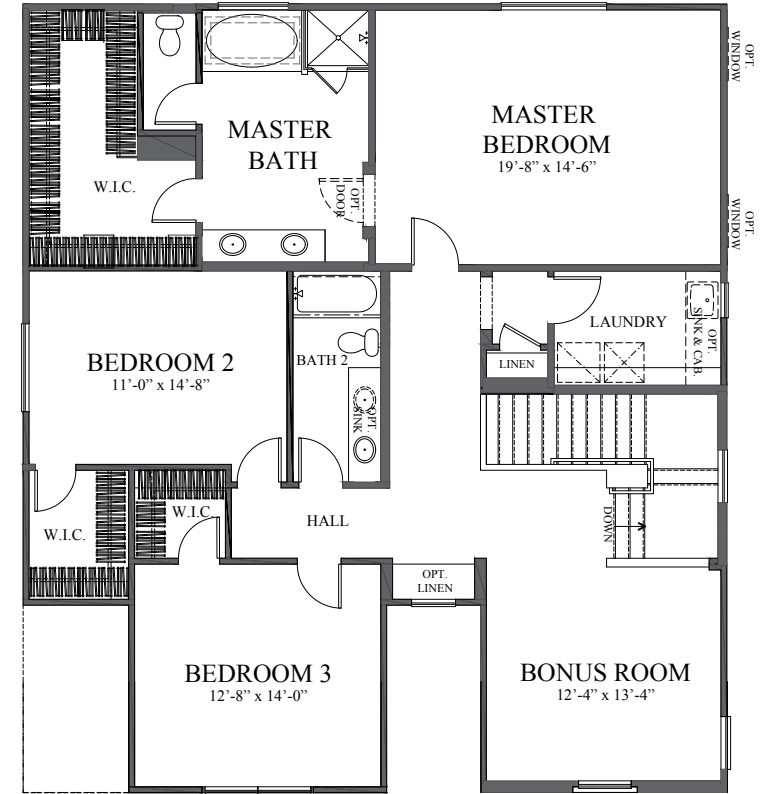 MASTER
BATH
MASTER
BEDROOM
19’-8” x 14’-6”
OPT.
WINDOW
W.I.C.
OPT.
DOOR
OPT.
WINDOW
LAUNDRY
OPT.
SINK & CAB.
BEDROOM 2
11’-0” x 14’-8”
BATH 2
LINEN
OPT.
SINK
W.I.C.
W.I.C.
HALL
DOWN
OPT.
LINEN
BEDROOM 3
12’-8” x 14’-0”
BONUS ROOM
12’-4” x 13’-4”